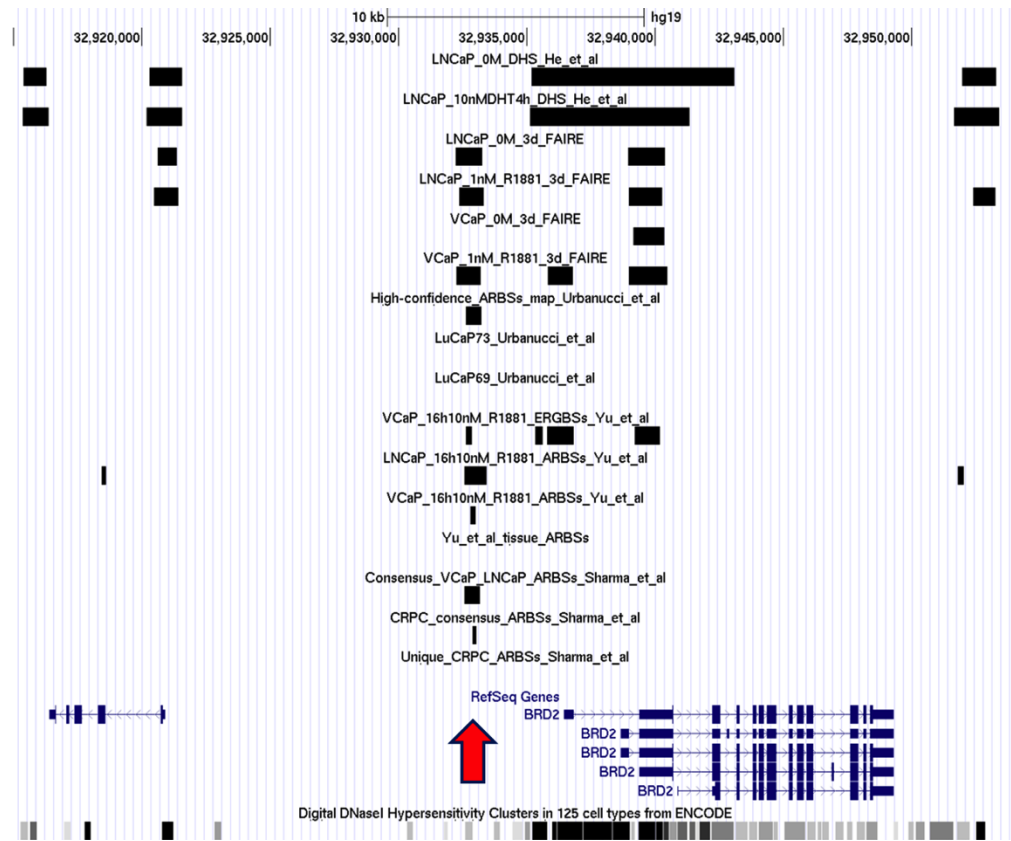 10 kb hg19
32,920,000 32,925,000 32,930,000 32,935,000 32,940,000 32,945,000 32,950,000
LNCaP_0M_DHS_He_et_al
LNCaP_10nMDHT4h_DHS_He_et_al
LNCaP_0M_3d_FAIRE
LNCaP_1nM_R1881_3d_FAIRE
VCaP_0M_3d_FAIRE
VCaP_1nM_R1881_3d_FAIRE
High-confidence_ARBSs_map_Urbanucci_et_al
LuCaP73_Urbanucci_et_al
LuCaP69_Urbanucci_et_al
VCaP_16h10nM_R1881_ERGBSs_Yu_et_al
LNCaP_16h10nM_R1881_ARBSs_Yu_et_al
VCaP_16h10nM_R1881_ARBSs_Yu_et_al
Yu_et_al_tissue_ARBSs
Consensus_VCaP_LNCaP_ARBSs_Sharma_et_al
CRPC_consensus_ARBSs_Sharma_et_al
Unique_CRPC_ARBSs_Sharma_et_al
RefSeq Genes
BRD2
BRD2
BRD2
BRD2
BRD2
Digital DNaseI Hypersensitivity Clusters in 125 cell types from ENCODE